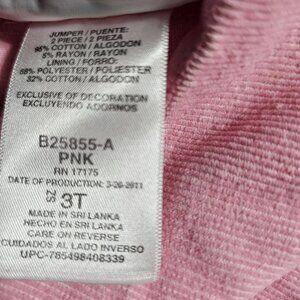 JUMPER / PUENTE:
2 PIECE / 2 PIEZA
95% COTTON / ALGODON
5% RAYON / RAYON
LINING / FORRO:
68% POLYESTER / POLIESTER
32% COTTON / ALGODON
EXCLUSIVE OF DECORATION
EXCLUYENDO ADORNOS
B25855-A
PNK
RN 17175
DATE OF PRODUCTION: 3-20-2011
ZS 3T
MADE IN SRI LANKA
HECHO EN SRI LANKA
CARE ON REVERSE
CUIDADOS AL LADO INVERSO
UPC-785498408339